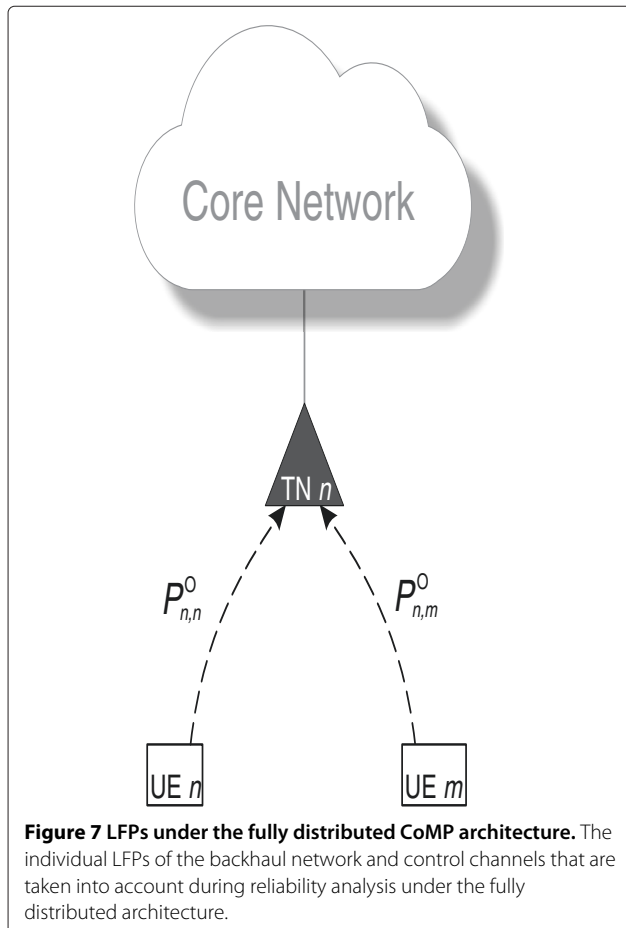 Core Network
TN n
P^O_{n,n}
P^O_{n,m}
UE n
UE m
Figure 7 LFPs under the fully distributed CoMP architecture. The
individual LFPs of the backhaul network and control channels that are
taken into account during reliability analysis under the fully
distributed architecture.